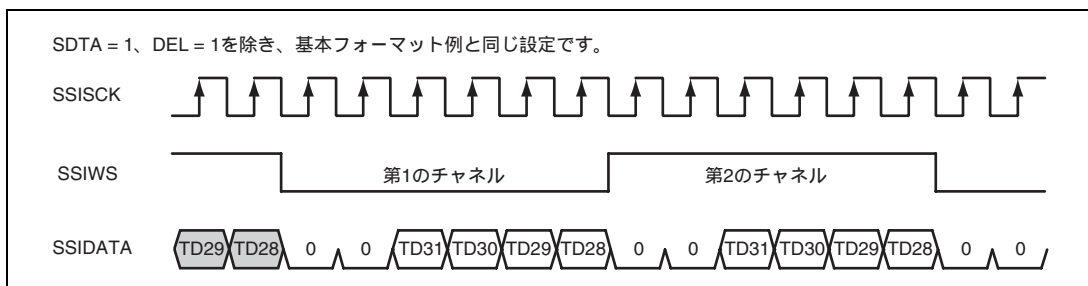 SDTA = 1、DEL = 1を除き、基本フォーマット例と同じ設定です。
SSISCK
SSIWS 第1のチャネル 第2のチャネル
SSIDATA TD29 TD28 0 0 TD31 TD30 TD29 TD28 0 0 TD31 TD30 TD29 TD28 0 0